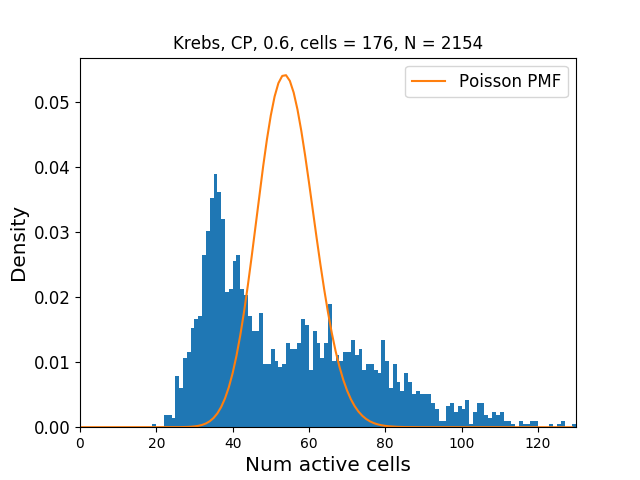 Krebs, CP, 0.6, cells = 176, N = 2154
Poisson PMF
Density
0.05
0.04
0.03
0.02
0.01
0.00
0 20 40 60 80 100 120
Num active cells